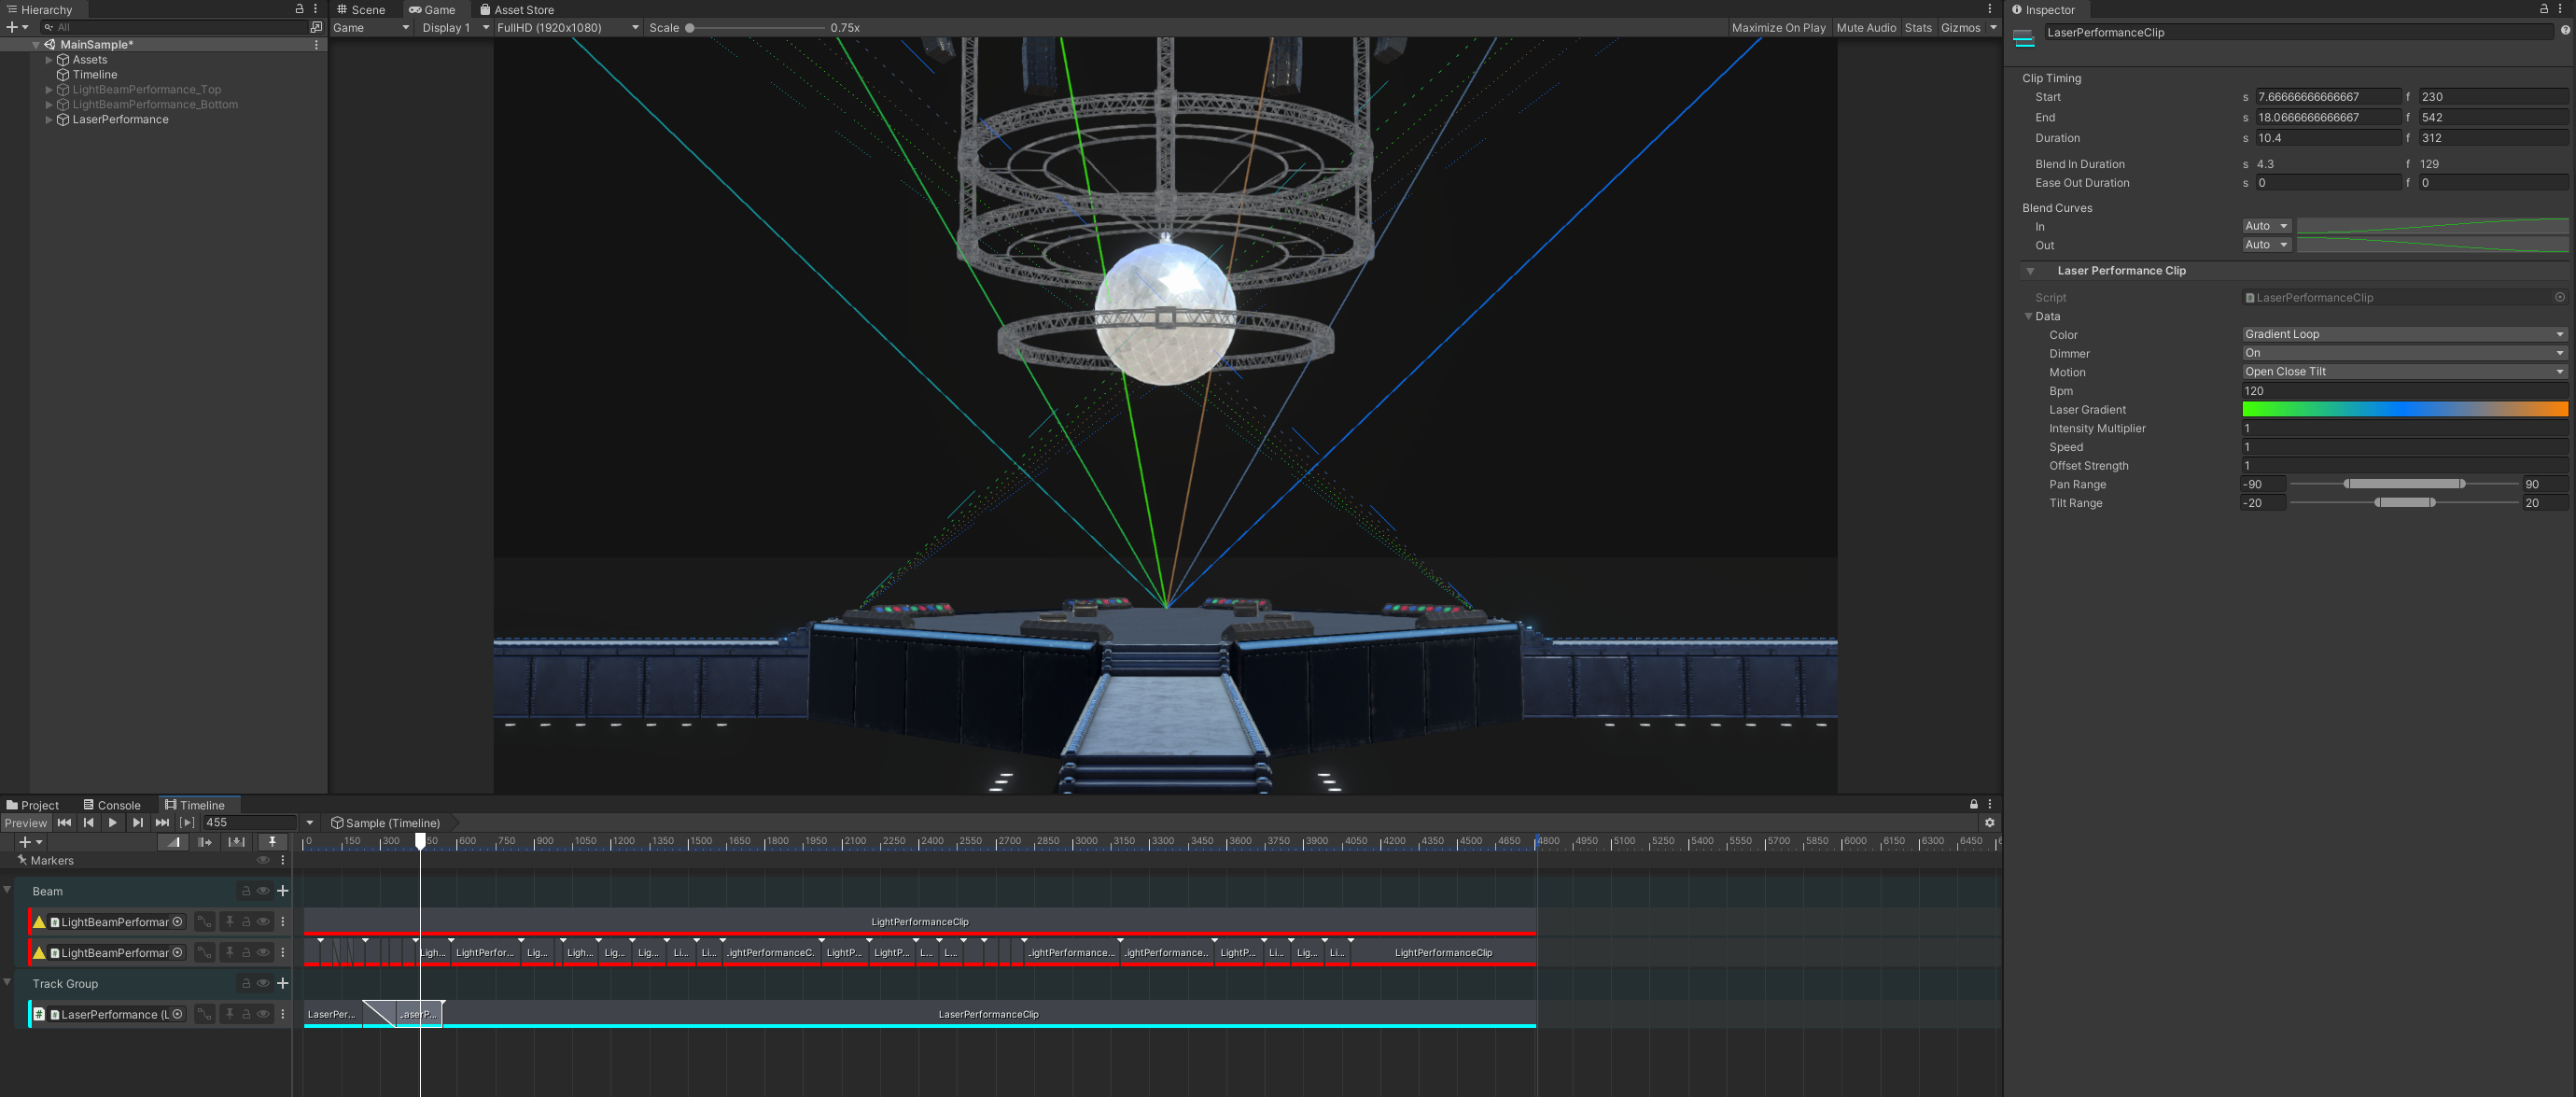 Hierarchy
All
MainSample*
Assets
Timeline
LightBeamPerformance_Top
LightBeamPerformance_Bottom
LaserPerformance
Scene Game Asset Store
Game Display 1 FullHD (1920x1080) Scale 0.75x Maximize On Play Mute Audio Stats Gizmos
Inspector
LaserPerformanceClip
Clip Timing
Start s 7.66666666666667 f 230
End s 18.0666666666667 f 542
Duration s 10.4 f 312
Blend In Duration s 4.3 f 129
Ease Out Duration s 0 f 0
Blend Curves
In Auto
Out Auto
Laser Performance Clip
Script LaserPerformanceClip
Data
Color Gradient Loop
Dimmer On
Motion Open Close Tilt
Bpm 120
Laser Gradient
Intensity Multiplier 1
Speed 1
Offset Strength 1
Pan Range -90 90
Tilt Range -20 20
Project Console Timeline
Preview 455 Sample (Timeline)
0 150 300 50 600 750 900 1050 1200 1350 1500 1650 1800 1950 2100 2250 2400 2550 2700 2850 3000 3150 3300 3450 3600 3750 3900 4050 4200 4350 4500 4650 4800 4950 5100 5250 5400 5550 5700 5850 6000 6150 6300 6450
Markers
Beam
LightBeamPerformar LightPerformanceClip
LightBeamPerformar Ligh... LightPerfor... Lig... Ligh... Lig... Lig... Li... Li... .ightPerformanceC. LightP... LightP... L... L... .ightPerformance... .ightPerformance.. LightP... Li... Lig... Li... LightPerformanceClip
Track Group
LaserPerformance (L LaserPer... .aserP... LaserPerformanceClip